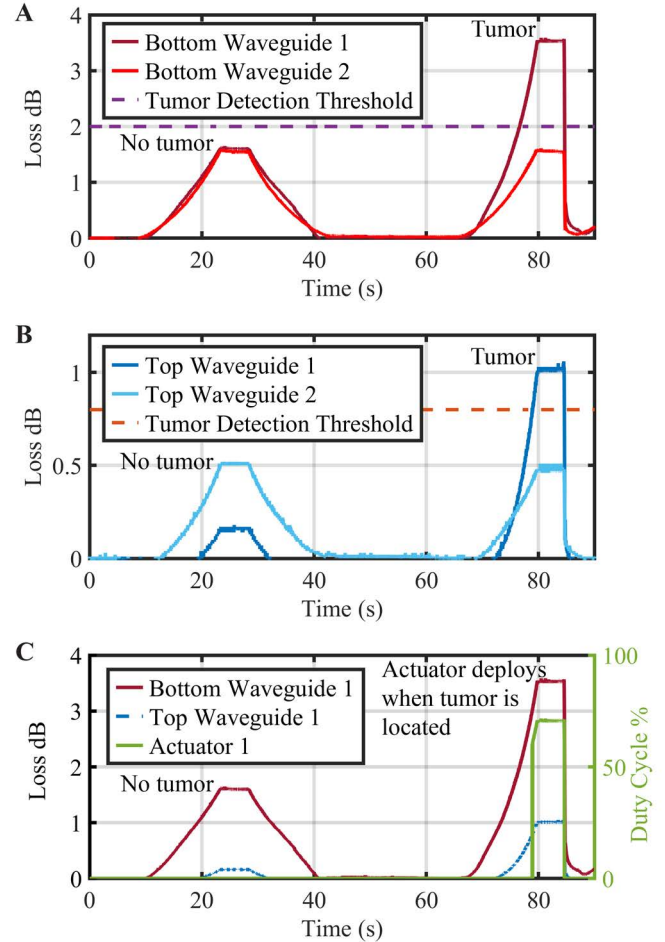 A
4
3
2
1
0
Loss dB
Bottom Waveguide 1
Bottom Waveguide 2
Tumor Detection Threshold
Tumor
No tumor
0 20 40 60 80
Time (s)
B
1
0.5
0
Loss dB
Top Waveguide 1
Top Waveguide 2
Tumor Detection Threshold
Tumor
No tumor
0 20 40 60 80
Time (s)
C
4
3
2
1
0
Loss dB
Bottom Waveguide 1
Top Waveguide 1
Actuator 1
Actuator deploys
when tumor is
located
No tumor
100
50
0
Duty Cycle %
0 20 40 60 80
Time (s)